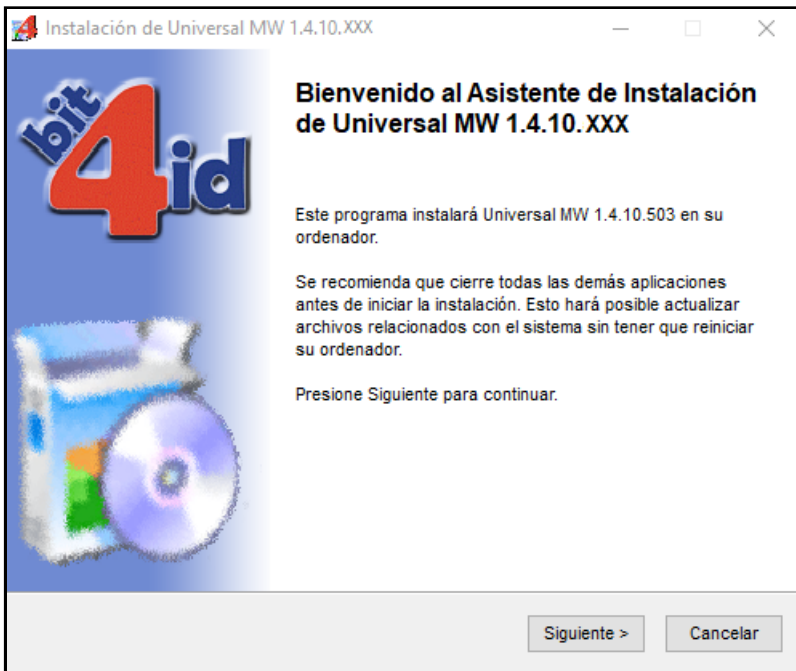 Instalación de Universal MW 1.4.10.XXX
bit
4
id
Bienvenido al Asistente de Instalación
de Universal MW 1.4.10.XXX
Este programa instalará Universal MW 1.4.10.503 en su
ordenador.
Se recomienda que cierre todas las demás aplicaciones
antes de iniciar la instalación. Esto hará posible actualizar
archivos relacionados con el sistema sin tener que reiniciar
su ordenador.
Presione Siguiente para continuar.
Siguiente >
Cancelar